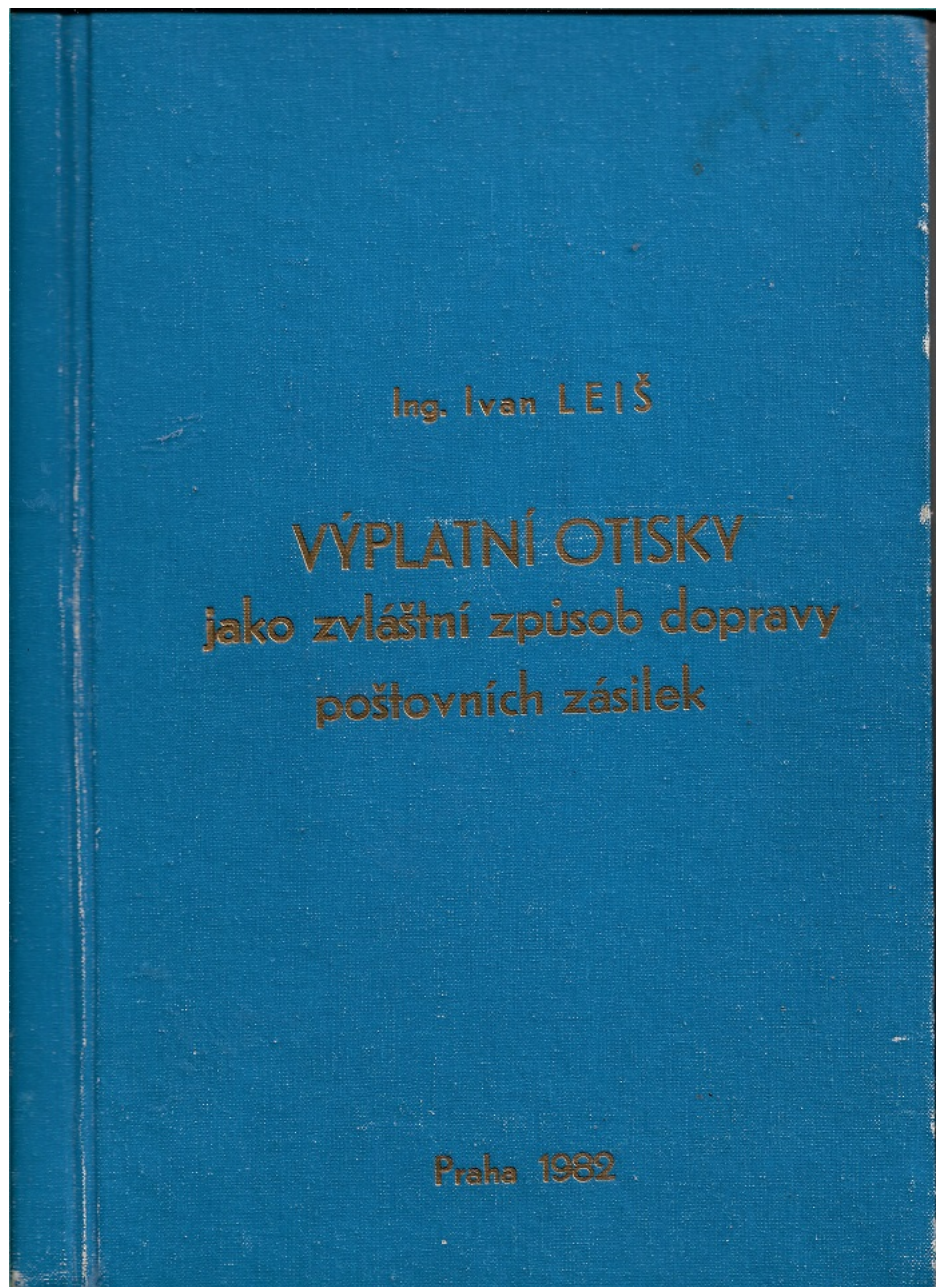 Ing. Ivan LEIŠ
VÝPLATNÍ OTISKY
jako zvláštní způsob dopravy
poštovních zásilek
Praha 1982